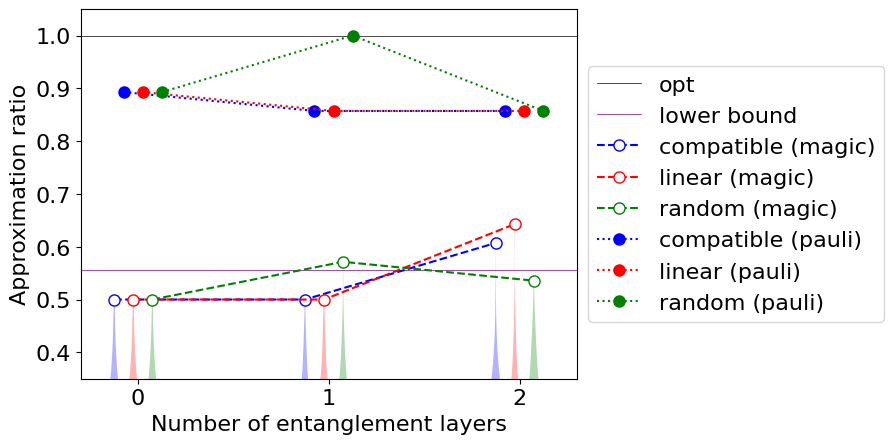 1.0
0.9
0.8
0.7
0.6
0.5
0.4
Approximation ratio
0 1 2
Number of entanglement layers
opt
lower bound
compatible (magic)
linear (magic)
random (magic)
compatible (pauli)
linear (pauli)
random (pauli)